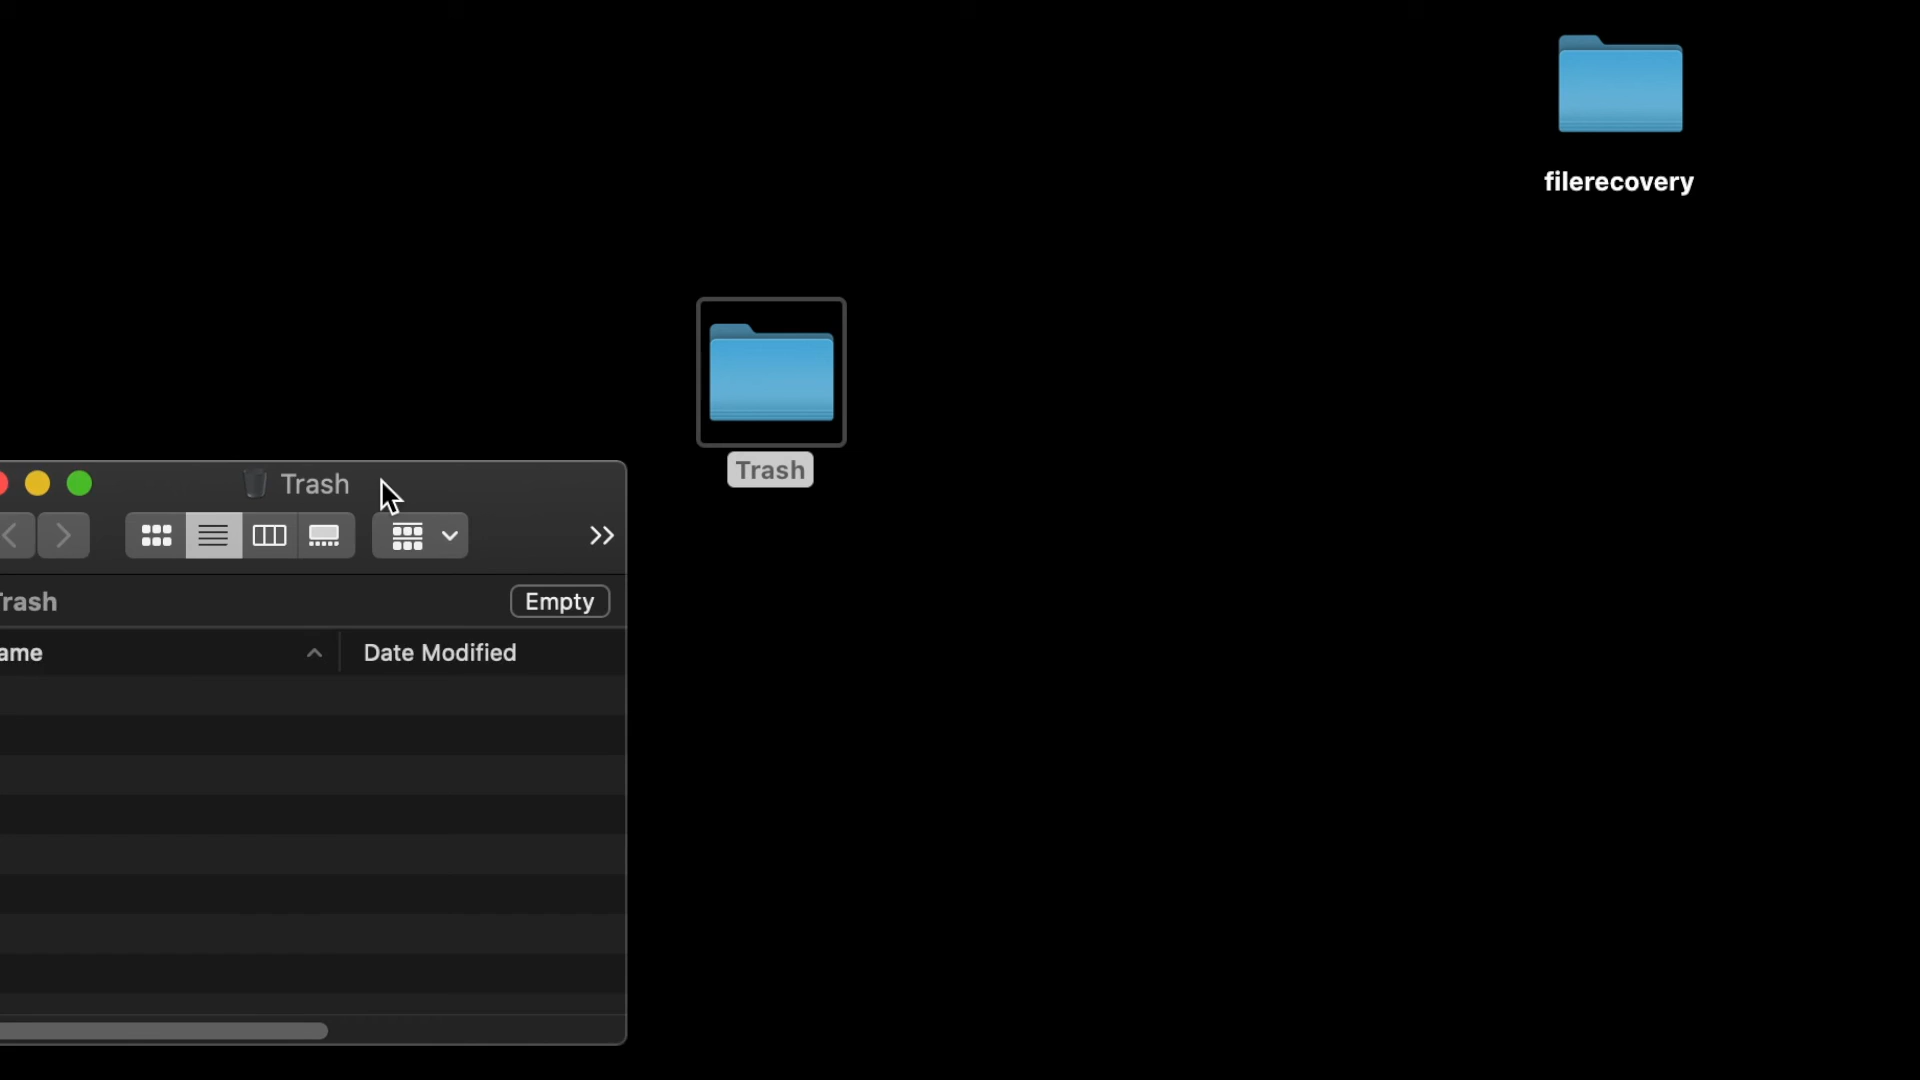 filerecovery
Trash
Trash
rash
Empty
ame
Date Modified